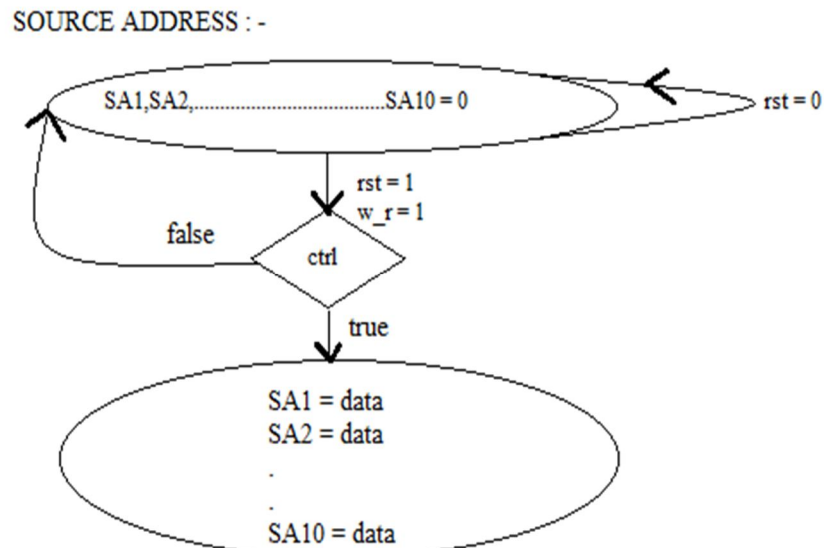 SOURCE ADDRESS : -
SA1,SA2,...................................SA10 = 0
rst = 0
rst = 1
w_r = 1
false
ctrl
true
SA1 = data
SA2 = data
.
.
SA10 = data